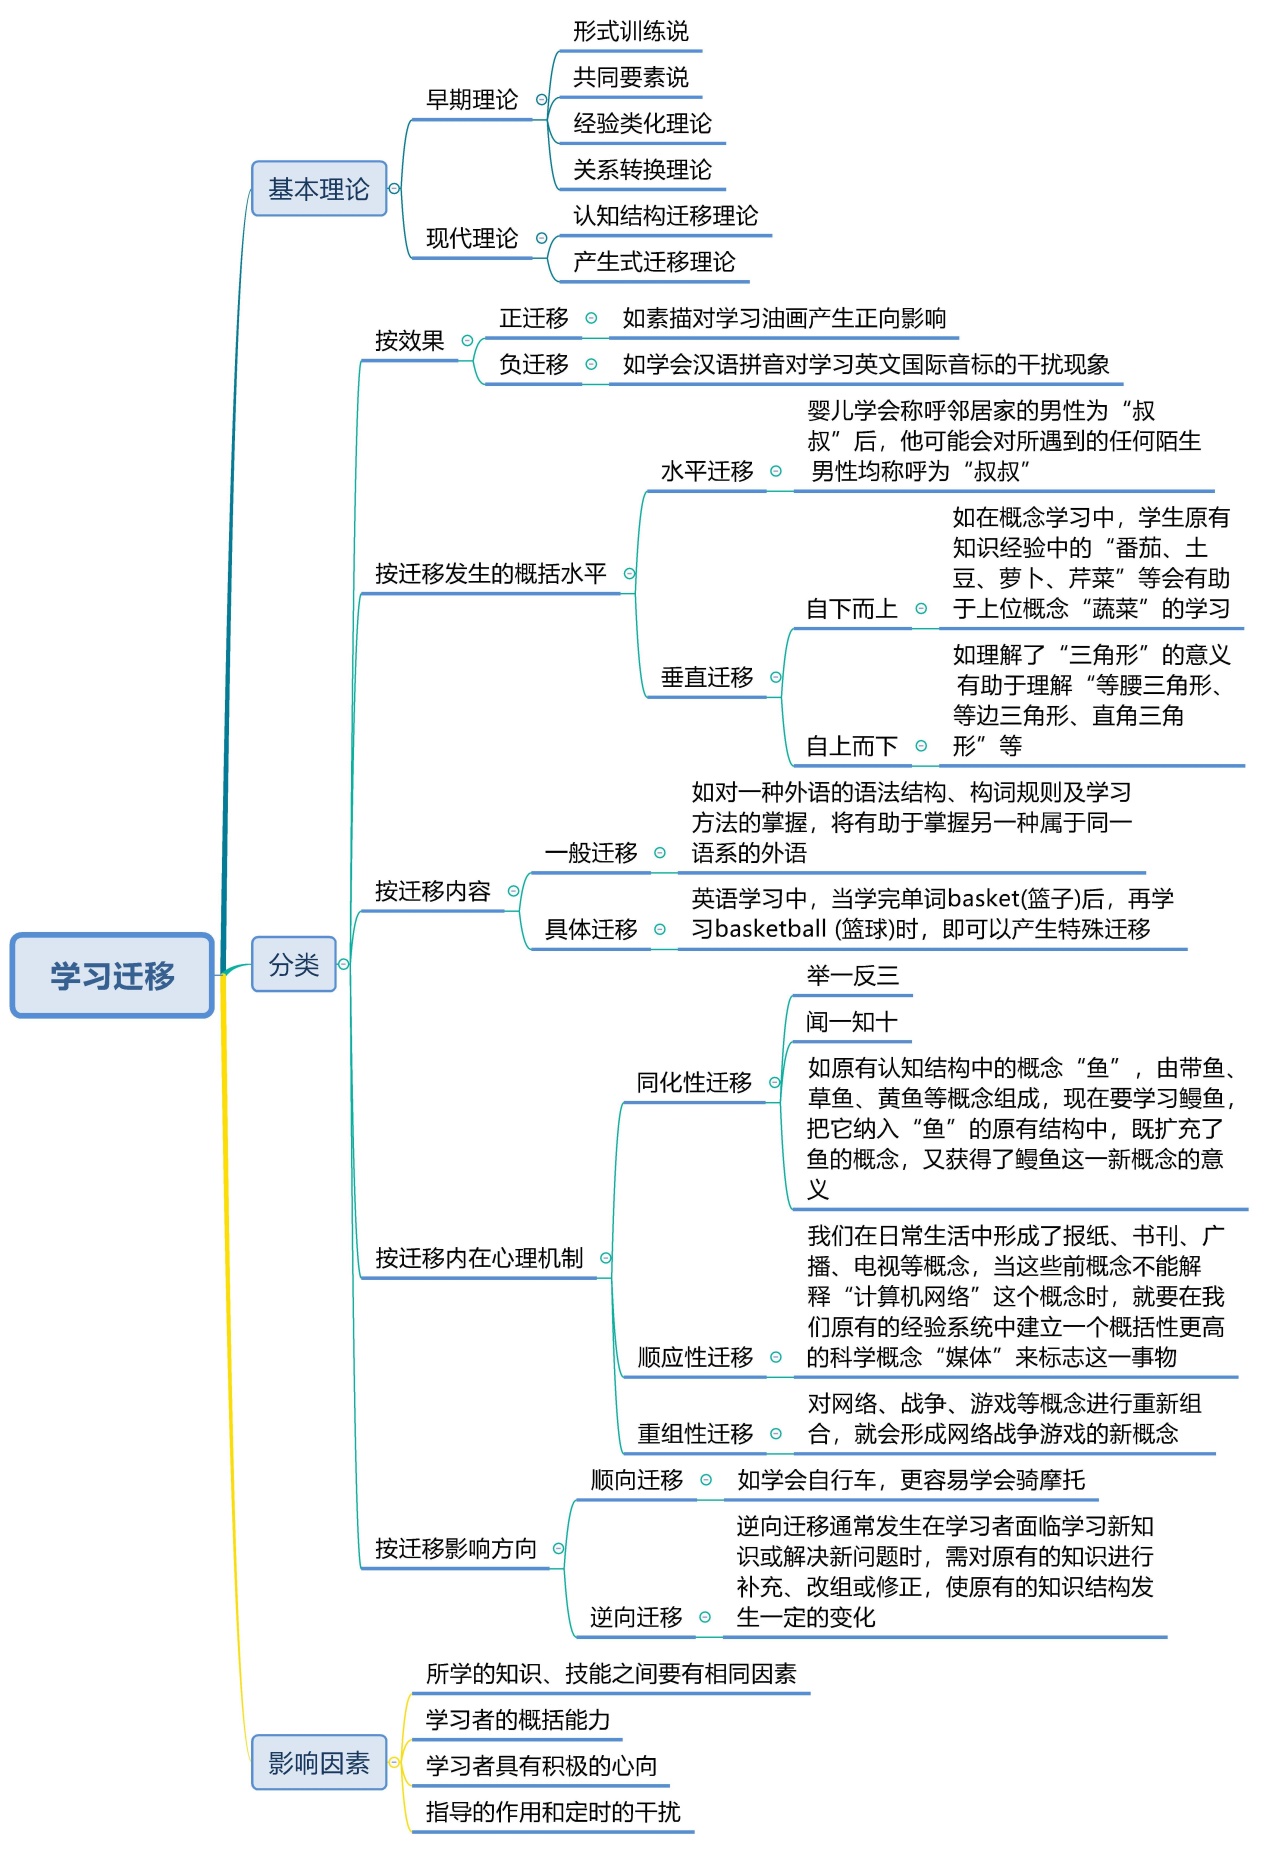 学习迁移
基本理论
早期理论
形式训练说
共同要素说
经验类化理论
关系转换理论
现代理论
认知结构迁移理论
产生式迁移理论
分类
按效果
正迁移
如素描对学习油画产生正向影响
负迁移
如学会汉语拼音对学习英文国际音标的干扰现象
按迁移发生的概括水平
水平迁移
婴儿学会称呼邻居家的男性为“叔
叔”后，他可能会对所遇到的任何陌生
男性均称呼为“叔叔”
垂直迁移
自下而上
如在概念学习中，学生原有
知识经验中的“番茄、土
豆、萝卜、芹菜”等会有助
于上位概念“蔬菜”的学习
自上而下
如理解了“三角形”的意义
有助于理解“等腰三角形、
等边三角形、直角三角
形”等
按迁移内容
一般迁移
如对一种外语的语法结构、构词规则及学习
方法的掌握，将有助于掌握另一种属于同一
语系的外语
具体迁移
英语学习中，当学完单词basket(篮子)后，再学
习basketball (篮球)时，即可以产生特殊迁移
按迁移内在心理机制
同化性迁移
举一反三
闻一知十
如原有认知结构中的概念“鱼”，由带鱼、
草鱼、黄鱼等概念组成，现在要学习鳗鱼，
把它纳入“鱼”的原有结构中，既扩充了
鱼的概念，又获得了鳗鱼这一新概念的意
义
顺应性迁移
我们在日常生活中形成了报纸、书刊、广
播、电视等概念，当这些前概念不能解
释“计算机网络”这个概念时，就要在我
们原有的经验系统中建立一个概括性更高
的科学概念“媒体”来标志这一事物
重组性迁移
对网络、战争、游戏等概念进行重新组
合，就会形成网络战争游戏的新概念
按迁移影响方向
顺向迁移
如学会自行车，更容易学会骑摩托
逆向迁移
逆向迁移通常发生在学习者面临学习新知
识或解决新问题时，需对原有的知识进行
补充、改组或修正，使原有的知识结构发
生一定的变化
影响因素
所学的知识、技能之间要有相同因素
学习者的概括能力
学习者具有积极的心向
指导的作用和定时的干扰